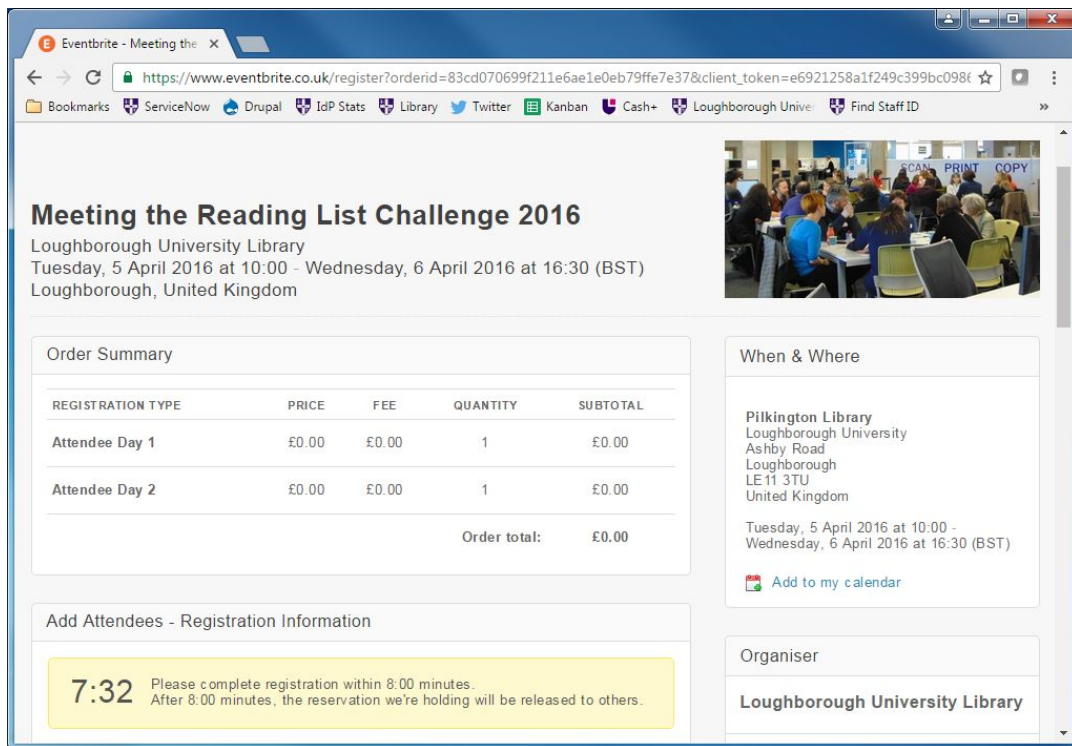 Eventbrite - Meeting the
https://www.eventbrite.co.uk/register?orderid=83cd070699f211e6ae1e0eb79ffe7e37&client_token=e6921258a1f249c399bc098
Bookmarks ServiceNow Drupal IdP Stats Library Twitter Kanban Cash+ Loughborough Unive Find Staff ID »
SCAN PRINT COPY
Meeting the Reading List Challenge 2016
Loughborough University Library
Tuesday, 5 April 2016 at 10:00 - Wednesday, 6 April 2016 at 16:30 (BST)
Loughborough, United Kingdom
Order Summary
REGISTRATION TYPE PRICE FEE QUANTITY SUBTOTAL
Attendee Day 1 £0.00 £0.00 1 £0.00
Attendee Day 2 £0.00 £0.00 1 £0.00
Order total: £0.00
Add Attendees - Registration Information
7:32
Please complete registration within 8:00 minutes.
After 8:00 minutes, the reservation we're holding will be released to others.
When & Where
Pilkington Library
Loughborough University
Ashby Road
Loughborough
LE11 3TU
United Kingdom
Tuesday, 5 April 2016 at 10:00 -
Wednesday, 6 April 2016 at 16:30 (BST)
Add to my calendar
Organiser
Loughborough University Library